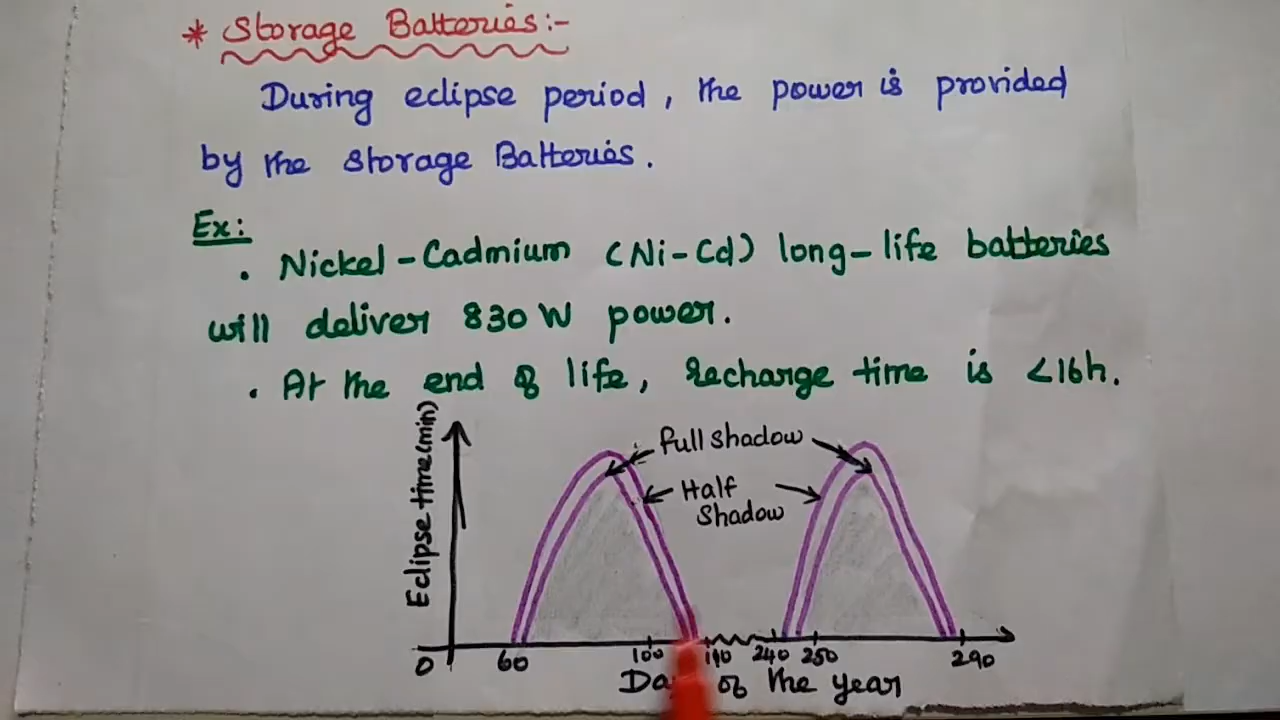 * Storage Batteries:-
During eclipse period, the power is provided
by the storage Batteries.
Ex:
. Nickel-Cadmium (Ni-Cd) long-life batteries
will deliver 830 W power.
. At the end of life, recharge time is <16h.
Eclipse time (min)
Full shadow
Half
Shadow
0 60 100 110 240 250 290
of the year